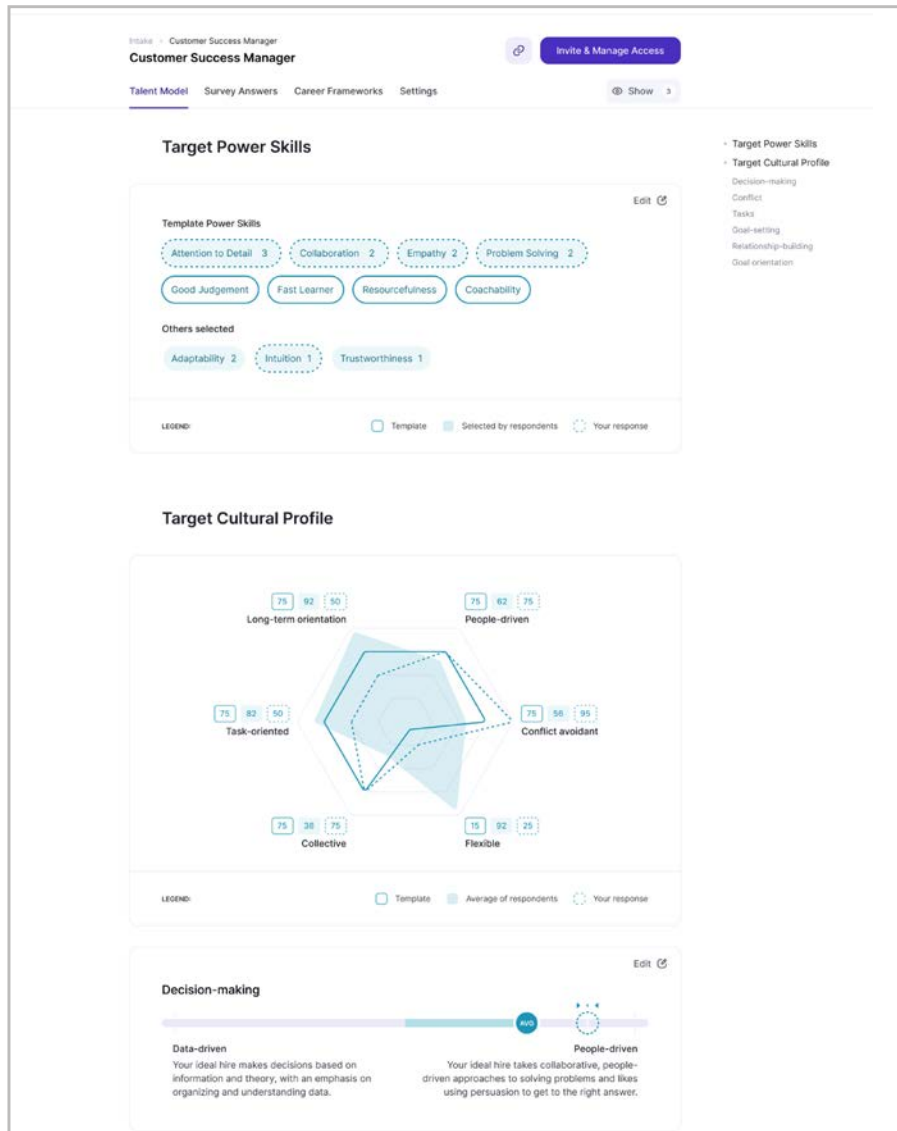 Intake
Customer Success Manager
Customer Success Manager
Invite & Manage Access
Talent Model
Survey Answers
Career Frameworks
Settings
Show 3
Target Power Skills
Target Cultural Profile
Decision-making
Conflict
Tasks
Goal-setting
Relationship-building
Goal orientation
Target Power Skills
Edit
Template Power Skills
Attention to Detail 3
Collaboration 2
Empathy 2
Problem Solving 2
Good Judgement
Fast Learner
Resourcefulness
Coachability
Others selected
Adaptability 2
Intuition 1
Trustworthiness 1
LEGEND:
Template
Selected by respondents
Your response
Target Cultural Profile
75 92 50
Long-term orientation
75 62 75
People-driven
75 82 50
Task-oriented
75 56 95
Conflict avoidant
75 38 75
Collective
15 92 25
Flexible
LEGEND:
Template
Average of respondents
Your response
Edit
Decision-making
AVG
Data-driven
Your ideal hire makes decisions based on
information and theory, with an emphasis on
organizing and understanding data.
People-driven
Your ideal hire takes collaborative, people-
driven approaches to solving problems and likes
using persuasion to get to the right answer.